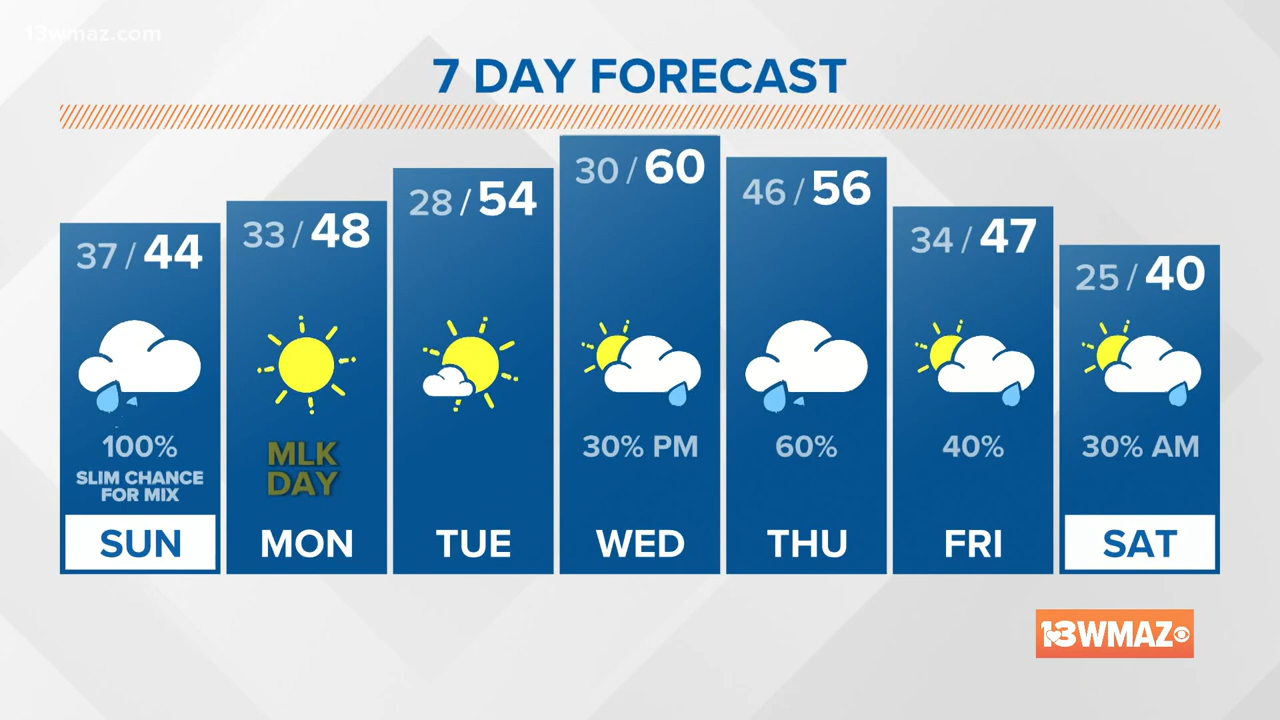 13wmaz.com
7 DAY FORECAST
37 / 44
33 / 48
28 / 54
30 / 60
46 / 56
34 / 47
25 / 40
100%
SLIM CHANCE
FOR MIX
MLK
DAY
30% PM
60%
40%
30% AM
SUN
MON
TUE
WED
THU
FRI
SAT
13WMAZ